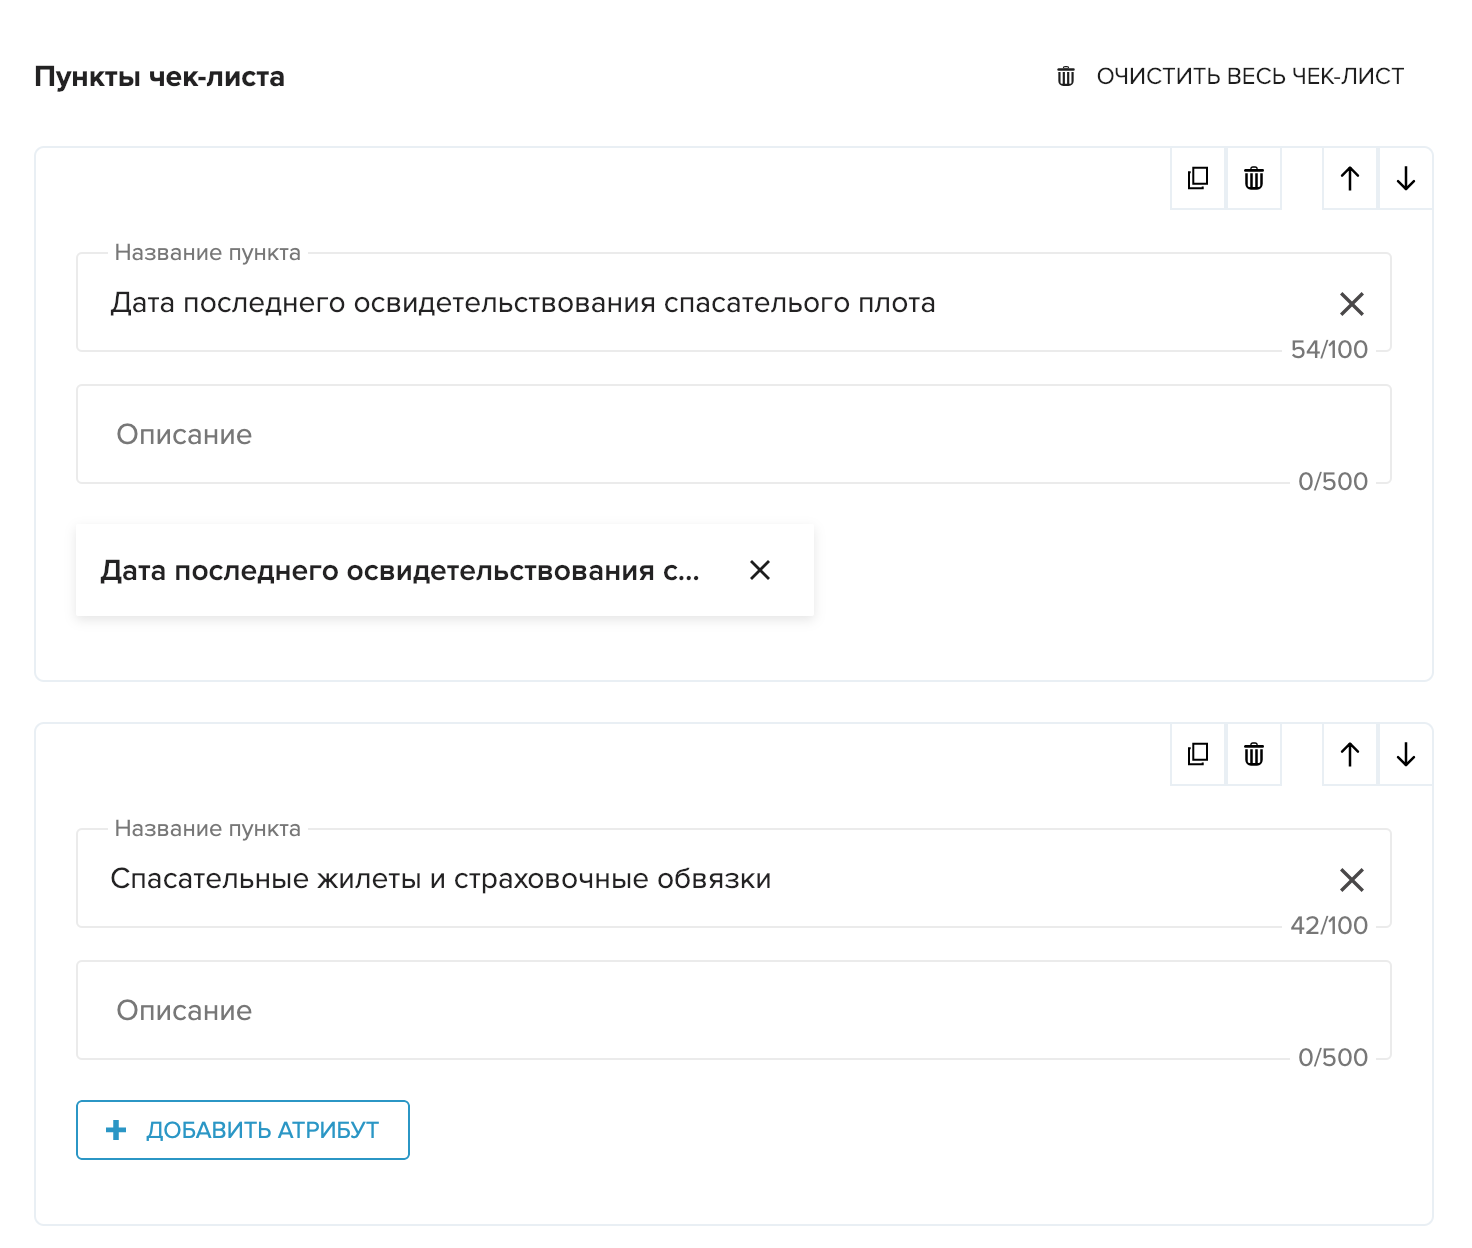 Пункты чек-листа
ОЧИСТИТЬ ВЕСЬ ЧЕК-ЛИСТ
Название пункта
Дата последнего освидетельствования спасателього плота
54/100
Описание
0/500
Дата последнего освидетельствования с...
Название пункта
Спасательные жилеты и страховочные обвязки
42/100
Описание
0/500
ДОБАВИТЬ АТРИБУТ